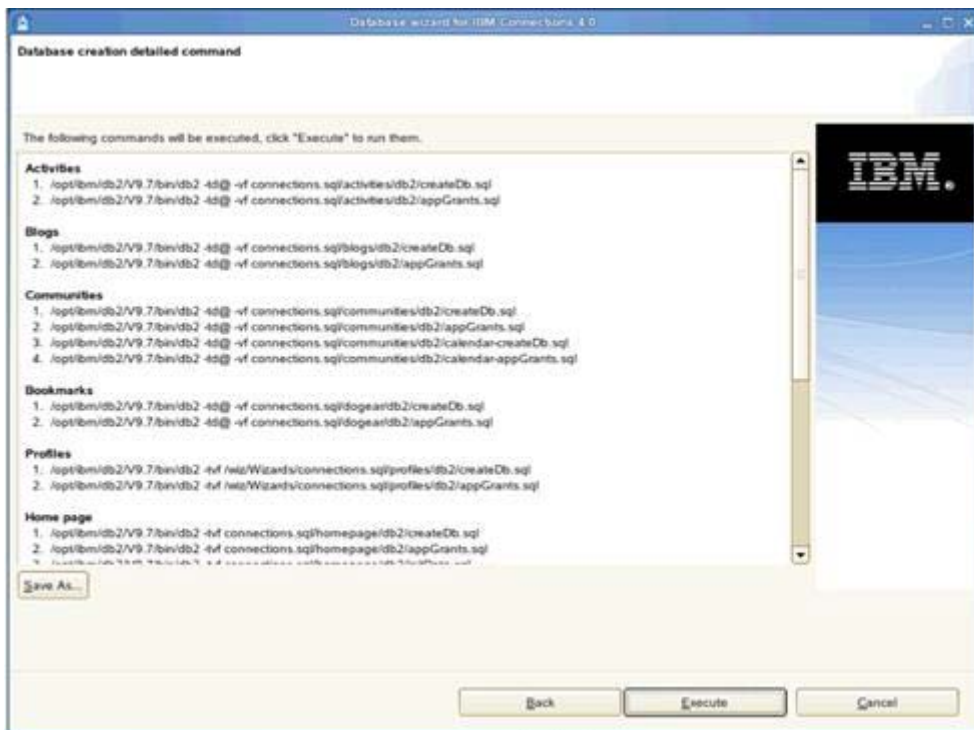 Database wizard for IBM Connections 4.0
Database creation detailed command
The following commands will be executed, click "Execute" to run them.
Activities
1. /opt/ibm/db2/V9.7/bin/db2 -td@ -vf connections.sql/activities/db2/createDb.sql
2. /opt/ibm/db2/V9.7/bin/db2 -td@ -vf connections.sql/activities/db2/appGrants.sql
Blogs
1. /opt/ibm/db2/V9.7/bin/db2 -td@ -vf connections.sql/blogs/db2/createDb.sql
2. /opt/ibm/db2/V9.7/bin/db2 -td@ -vf connections.sql/blogs/db2/appGrants.sql
Communities
1. /opt/ibm/db2/V9.7/bin/db2 -td@ -vf connections.sql/communities/db2/createDb.sql
2. /opt/ibm/db2/V9.7/bin/db2 -td@ -vf connections.sql/communities/db2/appGrants.sql
3. /opt/ibm/db2/V9.7/bin/db2 -td@ -vf connections.sql/communities/db2/calendar-createDb.sql
4. /opt/ibm/db2/V9.7/bin/db2 -td@ -vf connections.sql/communities/db2/calendar-appGrants.sql
Bookmarks
1. /opt/ibm/db2/V9.7/bin/db2 -td@ -vf connections.sql/dogear/db2/createDb.sql
2. /opt/ibm/db2/V9.7/bin/db2 -td@ -vf connections.sql/dogear/db2/appGrants.sql
Profiles
1. /opt/ibm/db2/V9.7/bin/db2 -tvf /wiz/Wizards/connections.sql/profiles/db2/createDb.sql
2. /opt/ibm/db2/V9.7/bin/db2 -tvf /wiz/Wizards/connections.sql/profiles/db2/appGrants.sql
Home page
1. /opt/ibm/db2/V9.7/bin/db2 -tvf connections.sql/homepage/db2/createDb.sql
2. /opt/ibm/db2/V9.7/bin/db2 -tvf connections.sql/homepage/db2/appGrants.sql
IBM.
Save As...
Back
Execute
Cancel